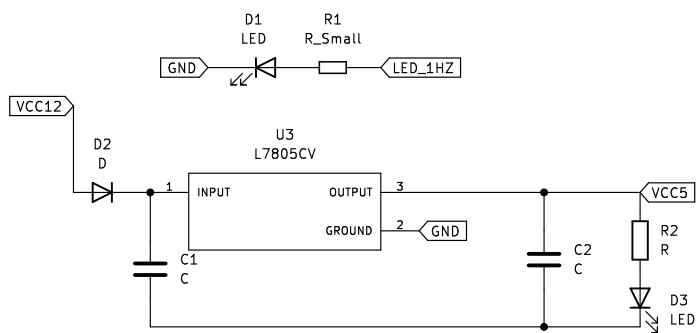 D1
LED
R1
R_Small
GND
LED_1HZ
VCC12
D2
D
U3
L7805CV
1
INPUT
OUTPUT
3
VCC5
GROUND
2
GND
R2
R
C1
C
C2
C
D3
LED